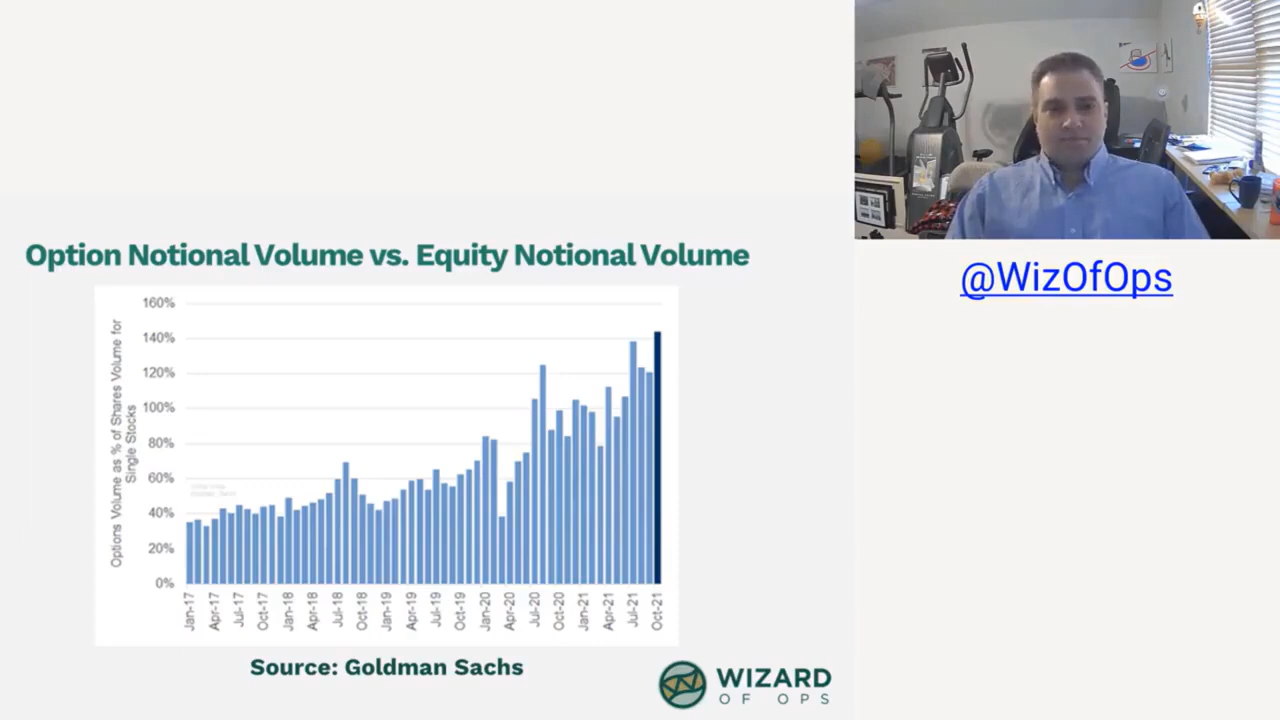 @WizOfOps
Option Notional Volume vs. Equity Notional Volume
Options Volume as % of Shares Volume for
Single Stocks
160%
140%
120%
100%
80%
60%
40%
20%
0%
Jan-17
Apr-17
Jul-17
Oct-17
Jan-18
Apr-18
Jul-18
Oct-18
Jan-19
Apr-19
Jul-19
Oct-19
Jan-20
Apr-20
Jul-20
Oct-20
Jan-21
Apr-21
Jul-21
Oct-21
Source: Goldman Sachs
WIZARD
OF OPS